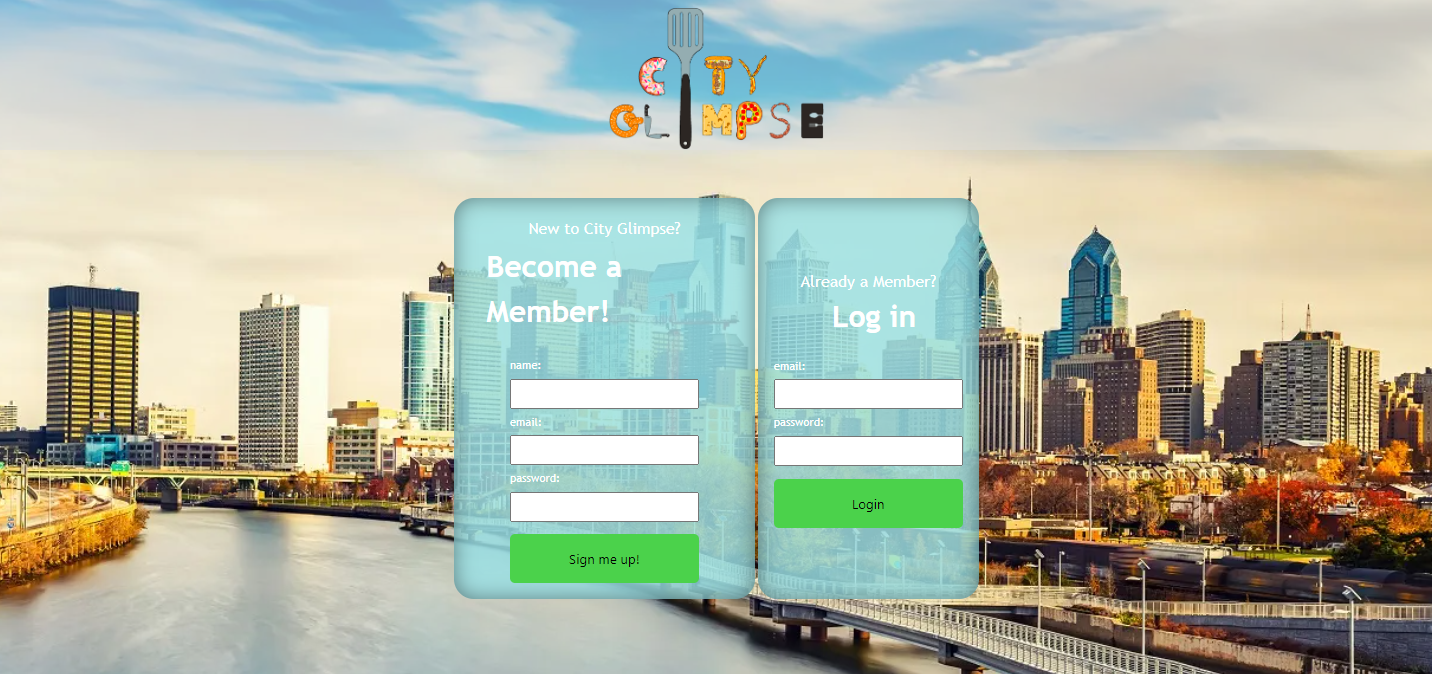 CITY
GLIMPSE
New to City Glimpse?
Become a
Member!
name:
email:
password:
Sign me up!
Already a Member?
Log in
email:
password:
Login